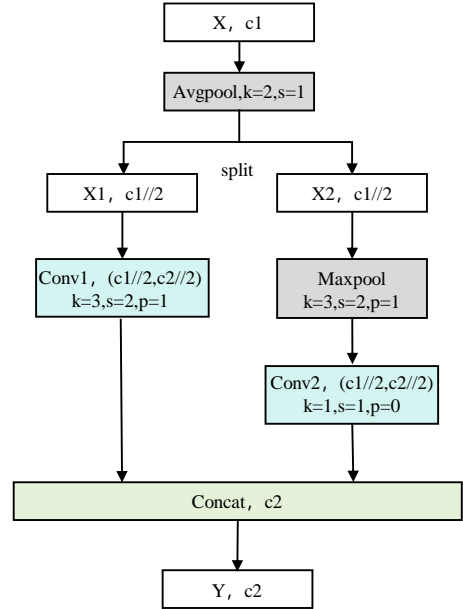 X, c1
Avgpool,k=2,s=1
split
X1, c1//2
X2, c1//2
Conv1, (c1//2,c2//2)
k=3,s=2,p=1
Maxpool
k=3,s=2,p=1
Conv2, (c1//2,c2//2)
k=1,s=1,p=0
Concat, c2
Y, c2